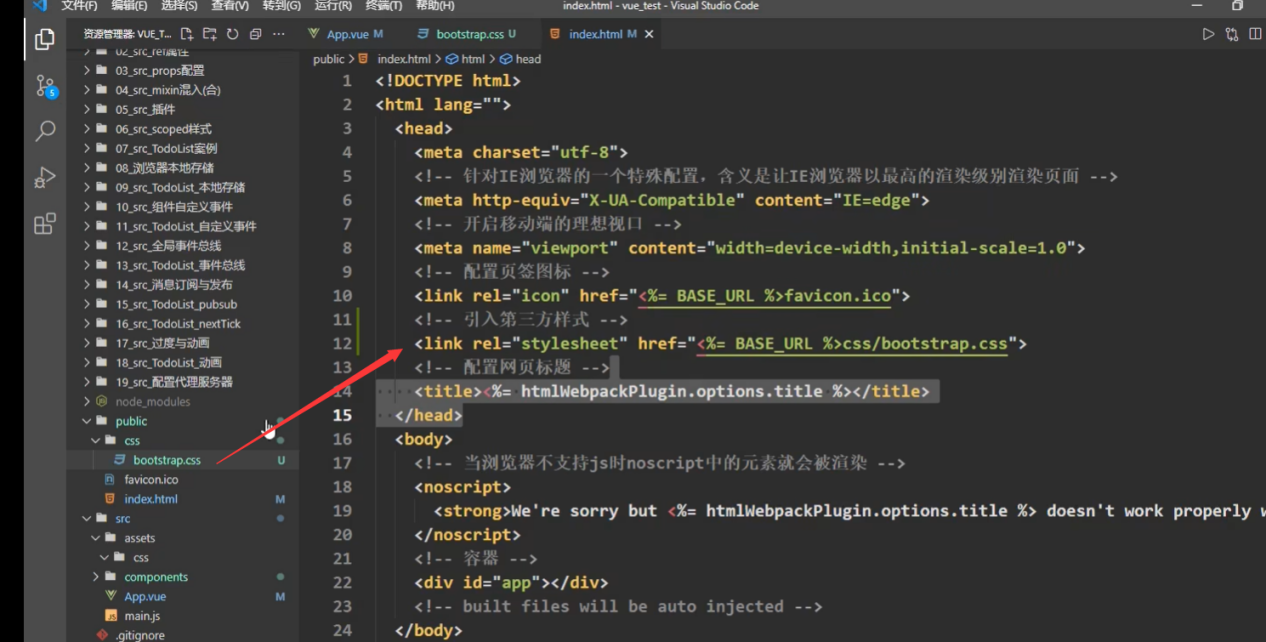 文件(F) 编辑(E) 选择(S) 查看(V) 转到(G) 运行(R) 终端(T) 帮助(H) index.html - vue_test - Visual Studio Code
资源管理器: VUE_T... App.vue M bootstrap.css U index.html M
public > index.html > html > head
02_src_ref属性
03_src_props配置
04_src_mixin混入(合)
05_src_插件
06_src_scoped样式
07_src_TodoList案例
08_浏览器本地存储
09_src_TodoList_本地存储
10_src_组件自定义事件
11_src_TodoList_自定义事件
12_src_全局事件总线
13_src_TodoList_事件总线
14_src_消息订阅与发布
15_src_TodoList_pubsub
16_src_TodoList_nextTick
17_src_过度与动画
18_src_TodoList_动画
19_src_配置代理服务器
node_modules
public
css
bootstrap.css U
favicon.ico
index.html M
src
assets
css
components
App.vue M
main.js
.gitignore
5
1 <!DOCTYPE html>
2 <html lang="">
3 <head>
4 <meta charset="utf-8">
5 <!-- 针对IE浏览器的一个特殊配置，含义是让IE浏览器以最高的渲染级别渲染页面 -->
6 <meta http-equiv="X-UA-Compatible" content="IE=edge">
7 <!-- 开启移动端的理想视口 -->
8 <meta name="viewport" content="width=device-width,initial-scale=1.0">
9 <!-- 配置页签图标 -->
10 <link rel="icon" href="<%= BASE_URL %>favicon.ico">
11 <!-- 引入第三方样式 -->
12 <link rel="stylesheet" href="<%= BASE_URL %>css/bootstrap.css">
13 <!-- 配置网页标题 -->
14 <title><%= htmlWebpackPlugin.options.title %></title>
15 </head>
16 <body>
17 <!-- 当浏览器不支持js时noscript中的元素就会被渲染 -->
18 <noscript>
19 <strong>We're sorry but <%= htmlWebpackPlugin.options.title %> doesn't work properly w
20 </noscript>
21 <!-- 容器 -->
22 <div id="app"></div>
23 <!-- built files will be auto injected -->
24 </body>